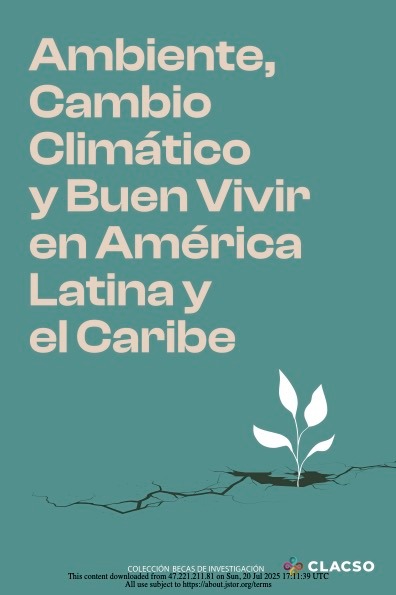 Ambiente,
Cambio
Climático
y Buen Vivir
en América
Latina y
el Caribe
COLECCIÓN BECAS DE INVESTIGACIÓN
CLACSO
This content downloaded from 47.221.211.81 on Sun, 20 Jul 2025 17:11:39 UTC
All use subject to https://about.jstor.org/terms